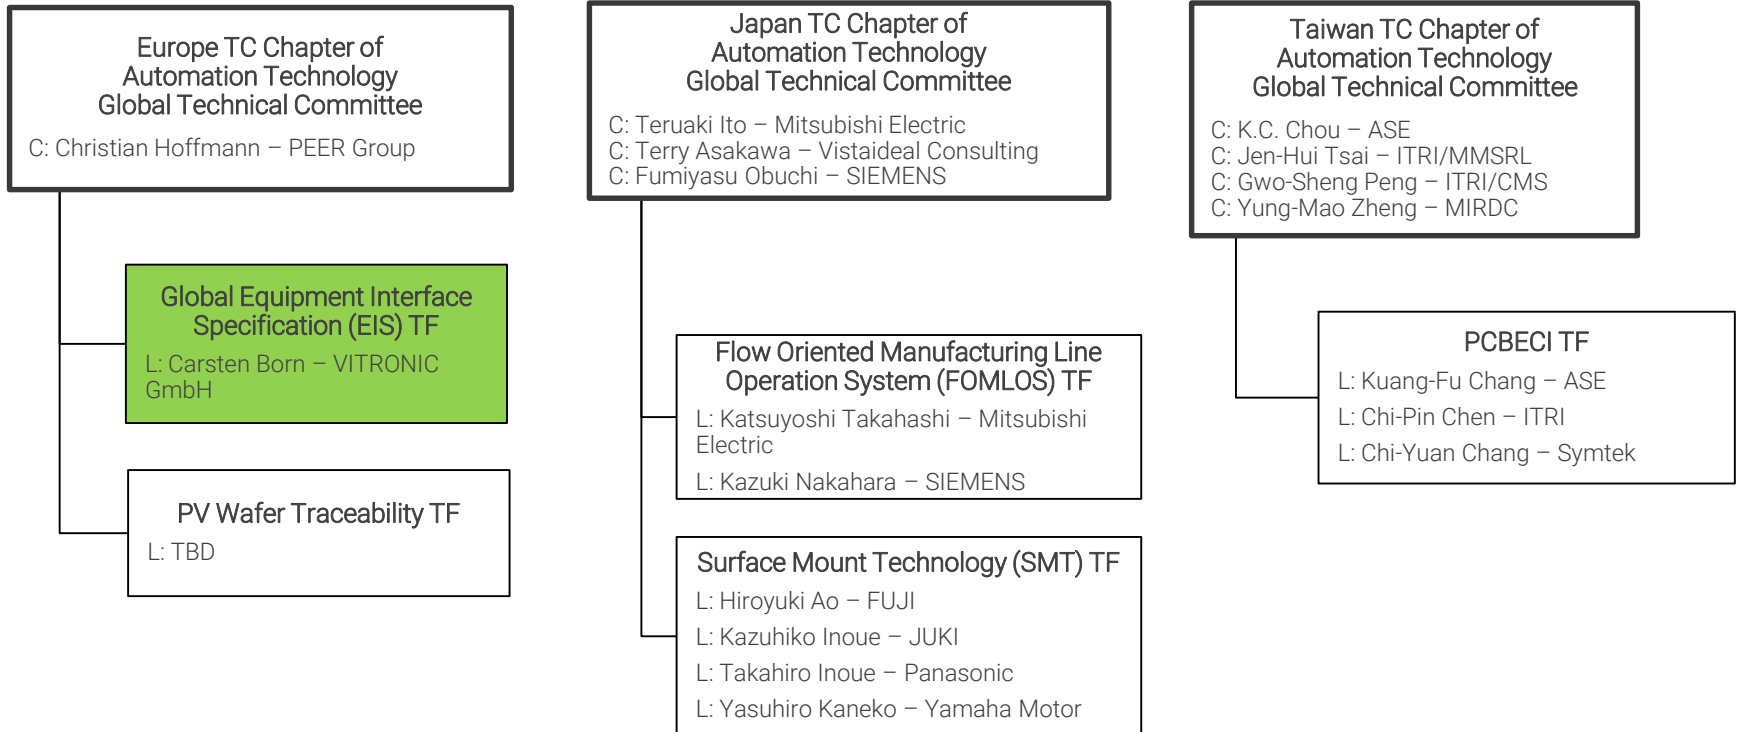 Europe TC Chapter of
Automation Technology
Global Technical Committee
C: Christian Hoffmann – PEER Group
Global Equipment Interface
Specification (EIS) TF
L: Carsten Born – VITRONIC
GmbH
PV Wafer Traceability TF
L: TBD
Japan TC Chapter of
Automation Technology
Global Technical Committee
C: Teruaki Ito – Mitsubishi Electric
C: Terry Asakawa – Vistaideal Consulting
C: Fumiyasu Obuchi – SIEMENS
Flow Oriented Manufacturing Line
Operation System (FOMLOS) TF
L: Katsuyoshi Takahashi – Mitsubishi
Electric
L: Kazuki Nakahara – SIEMENS
Surface Mount Technology (SMT) TF
L: Hiroyuki Ao – FUJI
L: Kazuhiko Inoue – JUKI
L: Takahiro Inoue – Panasonic
L: Yasuhiro Kaneko – Yamaha Motor
Taiwan TC Chapter of
Automation Technology
Global Technical Committee
C: K.C. Chou – ASE
C: Jen-Hui Tsai – ITRI/MMSRL
C: Gwo-Sheng Peng – ITRI/CMS
C: Yung-Mao Zheng – MIRDC
PCBECI TF
L: Kuang-Fu Chang – ASE
L: Chi-Pin Chen – ITRI
L: Chi-Yuan Chang – Symtek